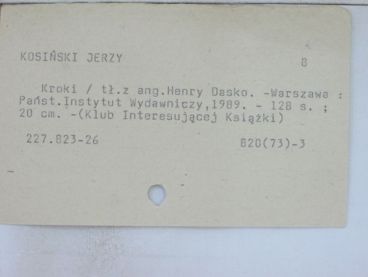 KOSIŃSKI JERZY
8
Kroki / tł.z ang.Henry Dasko. -Warszawa :
Państ.Instytut Wydawniczy,1989. - 128 s. ;
20 cm. -(Klub Interesującej Książki)
227.823-26 820(73)-3